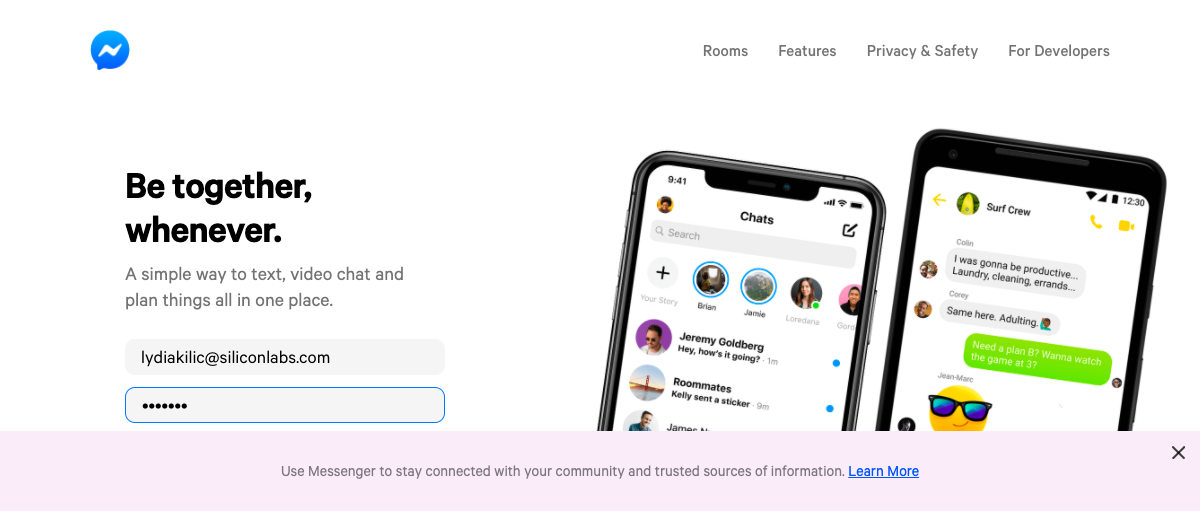 Rooms Features Privacy & Safety For Developers
Be together,
whenever.
A simple way to text, video chat and
plan things all in one place.
lydiakilic@siliconlabs.com
•••••••
9:41
Chats
Search
Your Story
Brian
Jamie
Loredana
Jeremy Goldberg
Hey, how's it going? · 1m
Roommates
Kelly sent a sticker · 9m
James
12:30
Surf Crew
Colin
I was gonna be productive...
Laundry, cleaning, errands...
Corey
Same here. Adulting.
Need a plan B? Wanna watch
the game at 3?
Jean-Marc
Use Messenger to stay connected with your community and trusted sources of information. Learn More